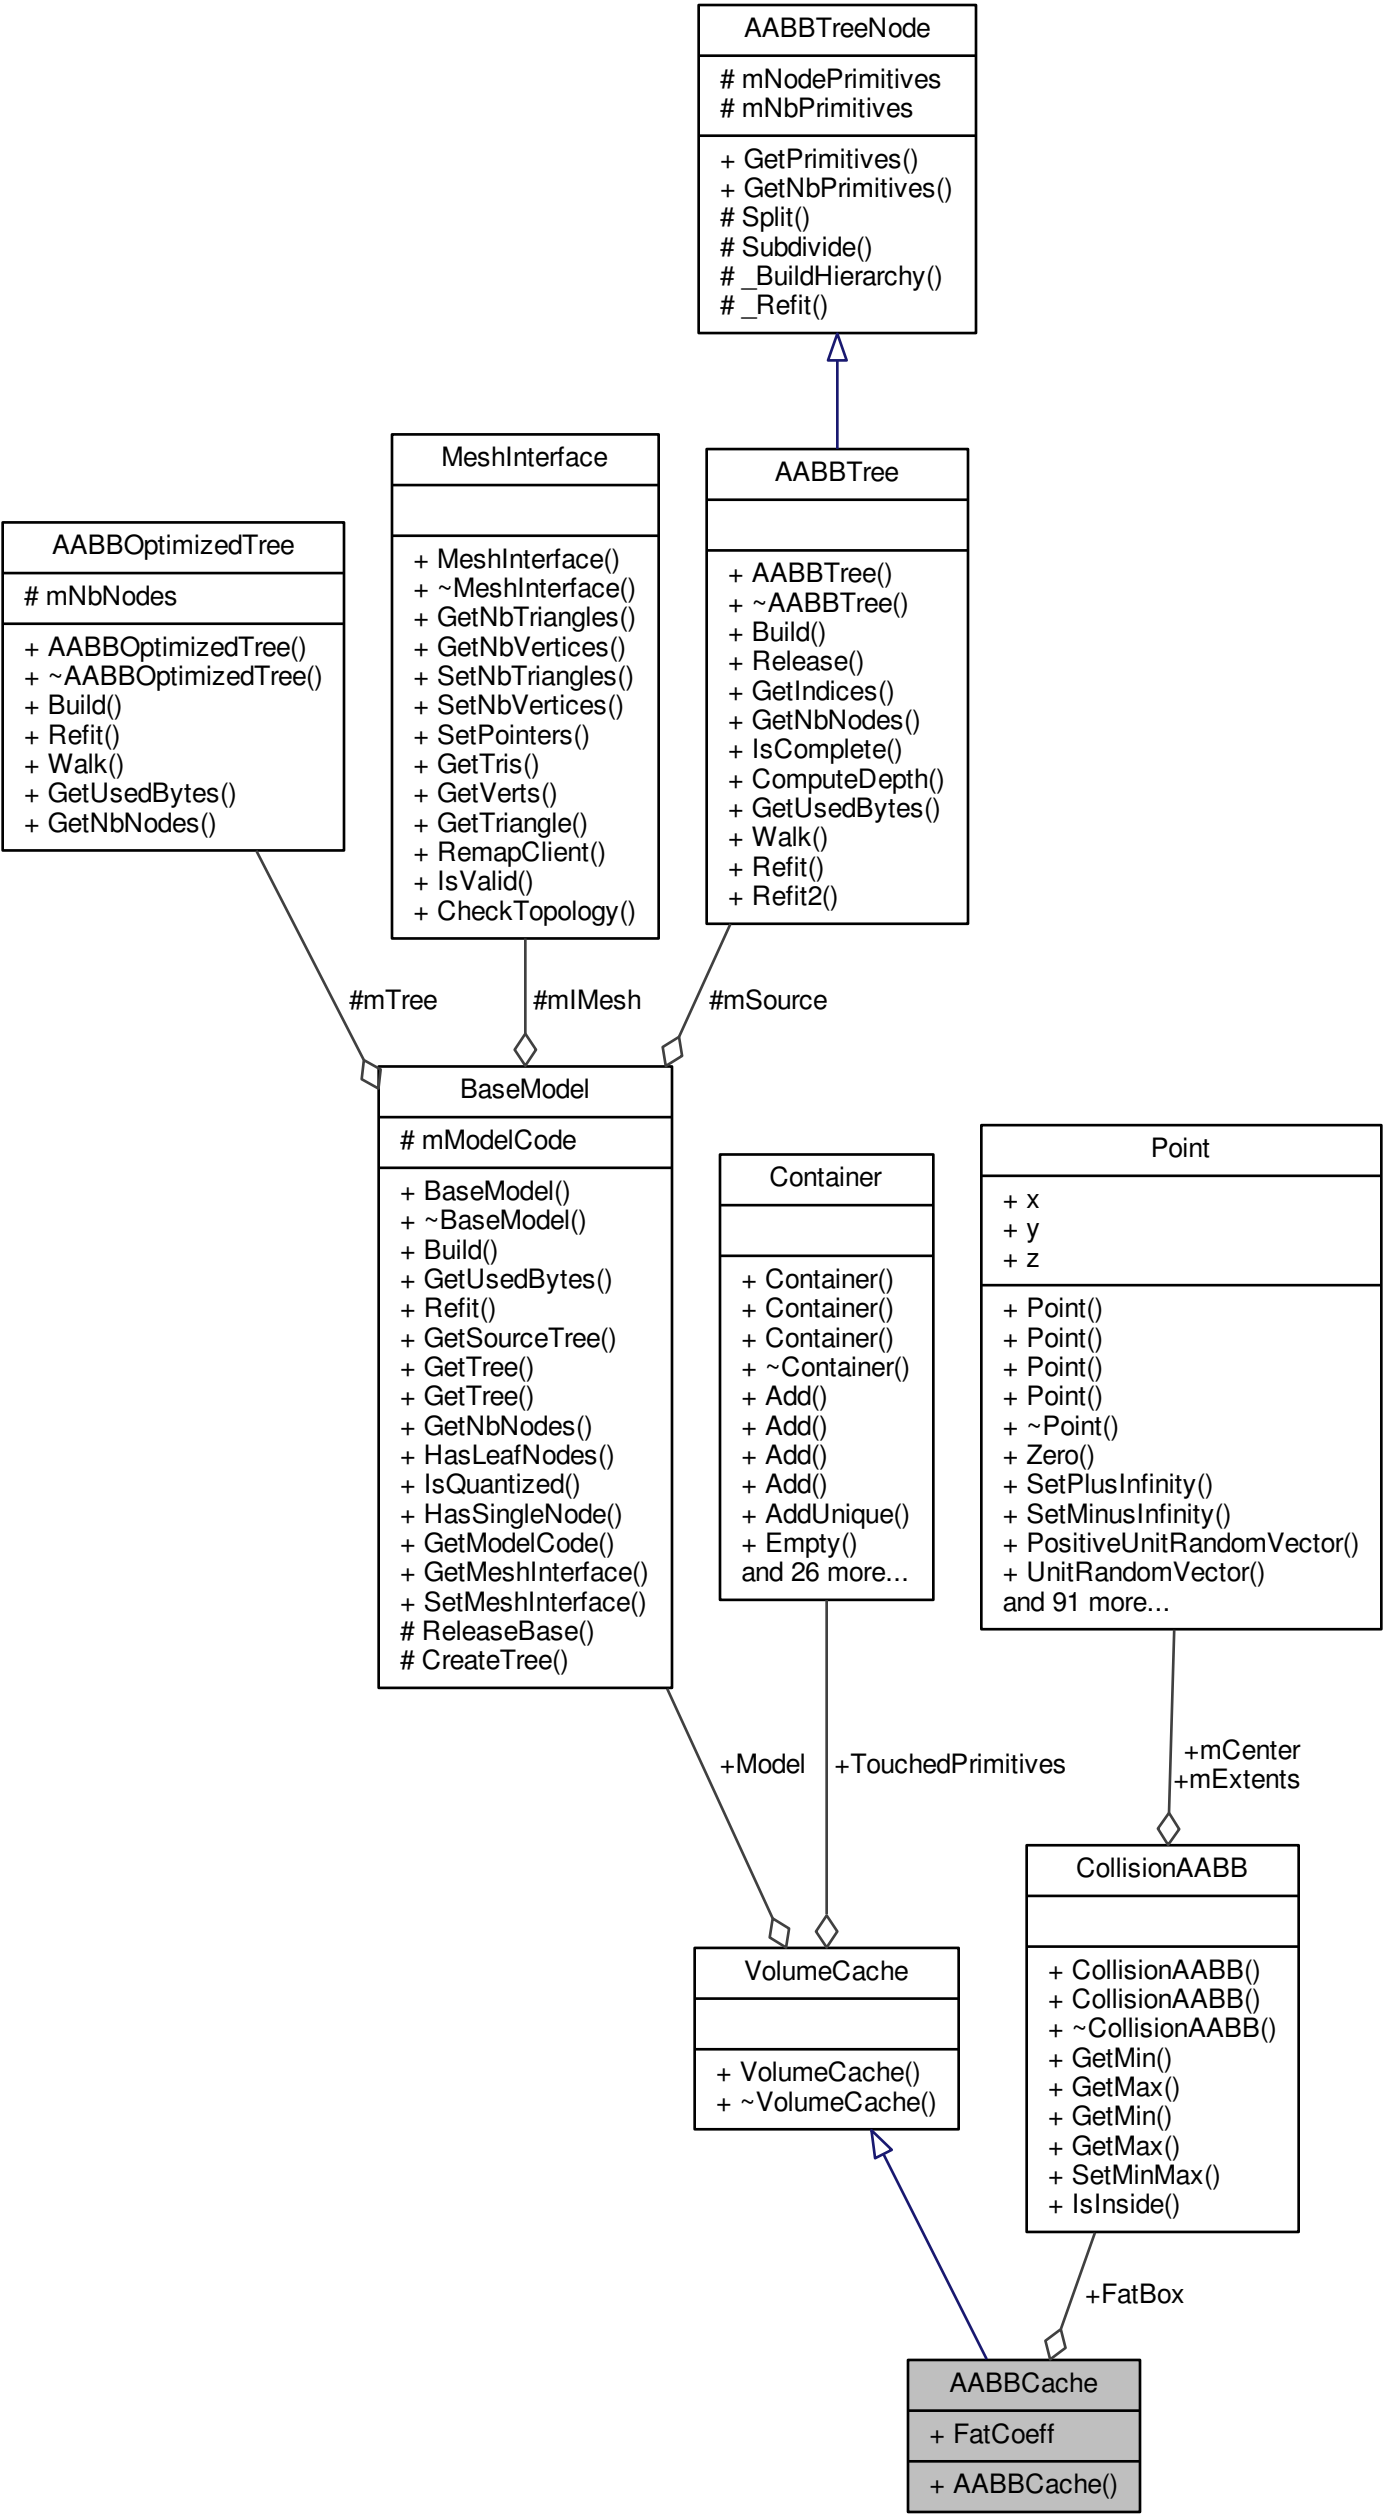 AABBTreeNode
# mNodePrimitives
# mNbPrimitives
+ GetPrimitives()
+ GetNbPrimitives()
# Split()
# Subdivide()
# _BuildHierarchy()
# _Refit()
AABBOptimizedTree
# mNbNodes
+ AABBOptimizedTree()
+ ~AABBOptimizedTree()
+ Build()
+ Refit()
+ Walk()
+ GetUsedBytes()
+ GetNbNodes()
MeshInterface
+ MeshInterface()
+ ~MeshInterface()
+ GetNbTriangles()
+ GetNbVertices()
+ SetNbTriangles()
+ SetNbVertices()
+ SetPointers()
+ GetTris()
+ GetVerts()
+ GetTriangle()
+ RemapClient()
+ IsValid()
+ CheckTopology()
AABBTree
+ AABBTree()
+ ~AABBTree()
+ Build()
+ Release()
+ GetIndices()
+ GetNbNodes()
+ IsComplete()
+ ComputeDepth()
+ GetUsedBytes()
+ Walk()
+ Refit()
+ Refit2()
#mTree
#mIMesh
#mSource
BaseModel
# mModelCode
+ BaseModel()
+ ~BaseModel()
+ Build()
+ GetUsedBytes()
+ Refit()
+ GetSourceTree()
+ GetTree()
+ GetTree()
+ GetNbNodes()
+ HasLeafNodes()
+ IsQuantized()
+ HasSingleNode()
+ GetModelCode()
+ GetMeshInterface()
+ SetMeshInterface()
# ReleaseBase()
# CreateTree()
Container
+ Container()
+ Container()
+ Container()
+ ~Container()
+ Add()
+ Add()
+ Add()
+ Add()
+ AddUnique()
+ Empty()
and 26 more...
Point
+ x
+ y
+ z
+ Point()
+ Point()
+ Point()
+ Point()
+ ~Point()
+ Zero()
+ SetPlusInfinity()
+ SetMinusInfinity()
+ PositiveUnitRandomVector()
+ UnitRandomVector()
and 91 more...
+Model
+TouchedPrimitives
+mCenter
+mExtents
VolumeCache
+ VolumeCache()
+ ~VolumeCache()
CollisionAABB
+ CollisionAABB()
+ CollisionAABB()
+ ~CollisionAABB()
+ GetMin()
+ GetMax()
+ GetMin()
+ GetMax()
+ SetMinMax()
+ IsInside()
+FatBox
AABBCache
+ FatCoeff
+ AABBCache()